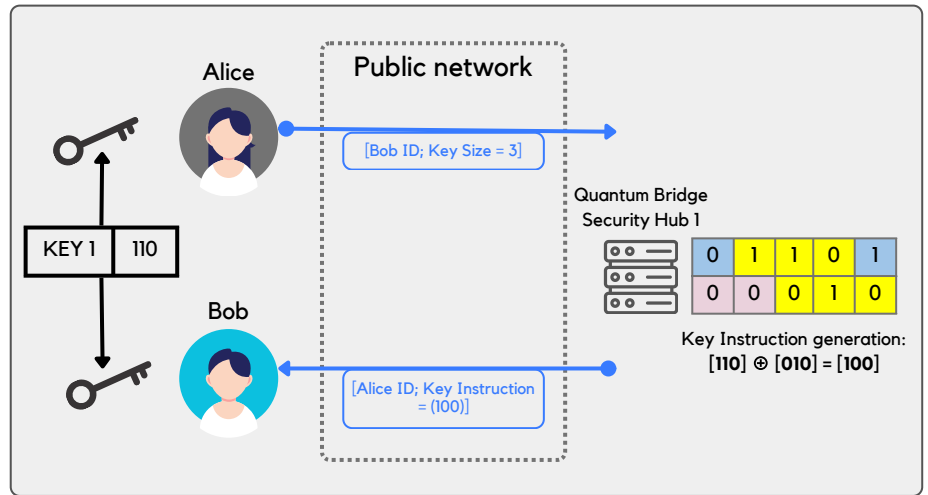 Public network
Alice
[Bob ID; Key Size = 3]
Quantum Bridge
Security Hub 1
KEY 1 110
0 1 1 0 1
0 0 0 1 0
Bob
Key Instruction generation:
[110] ⊕ [010] = [100]
[Alice ID; Key Instruction
= (100)]